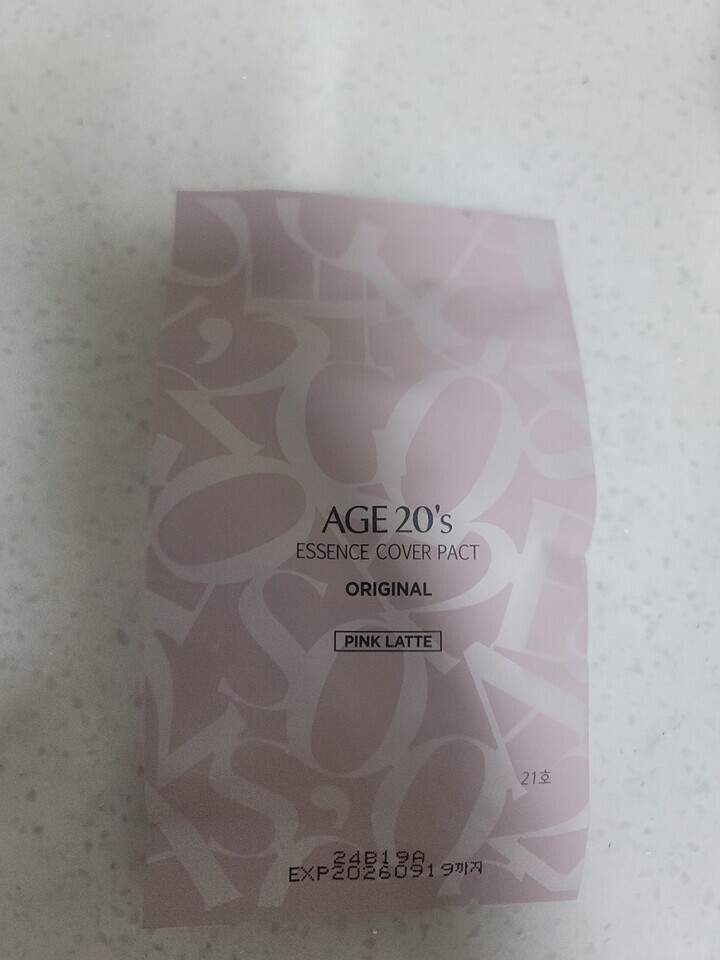 AGE 20's
ESSENCE COVER PACT
ORIGINAL
PINK LATTE
21호
24B19A
EXP20260919까지